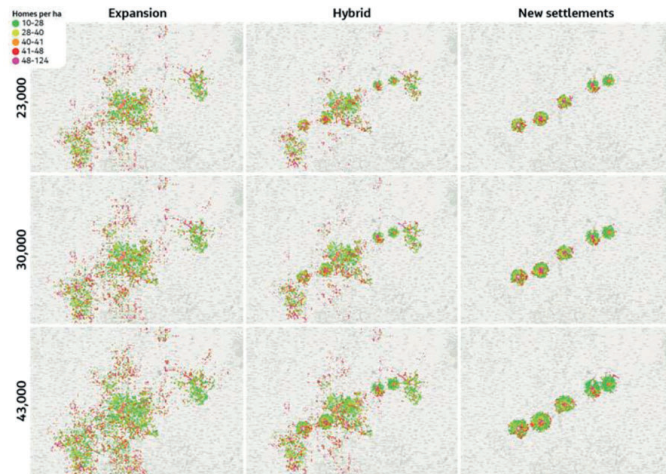 Expansion
Hybrid
New settlements
Homes per ha
10-28
28-40
40-41
41-48
48-124
23,000
30,000
43,000